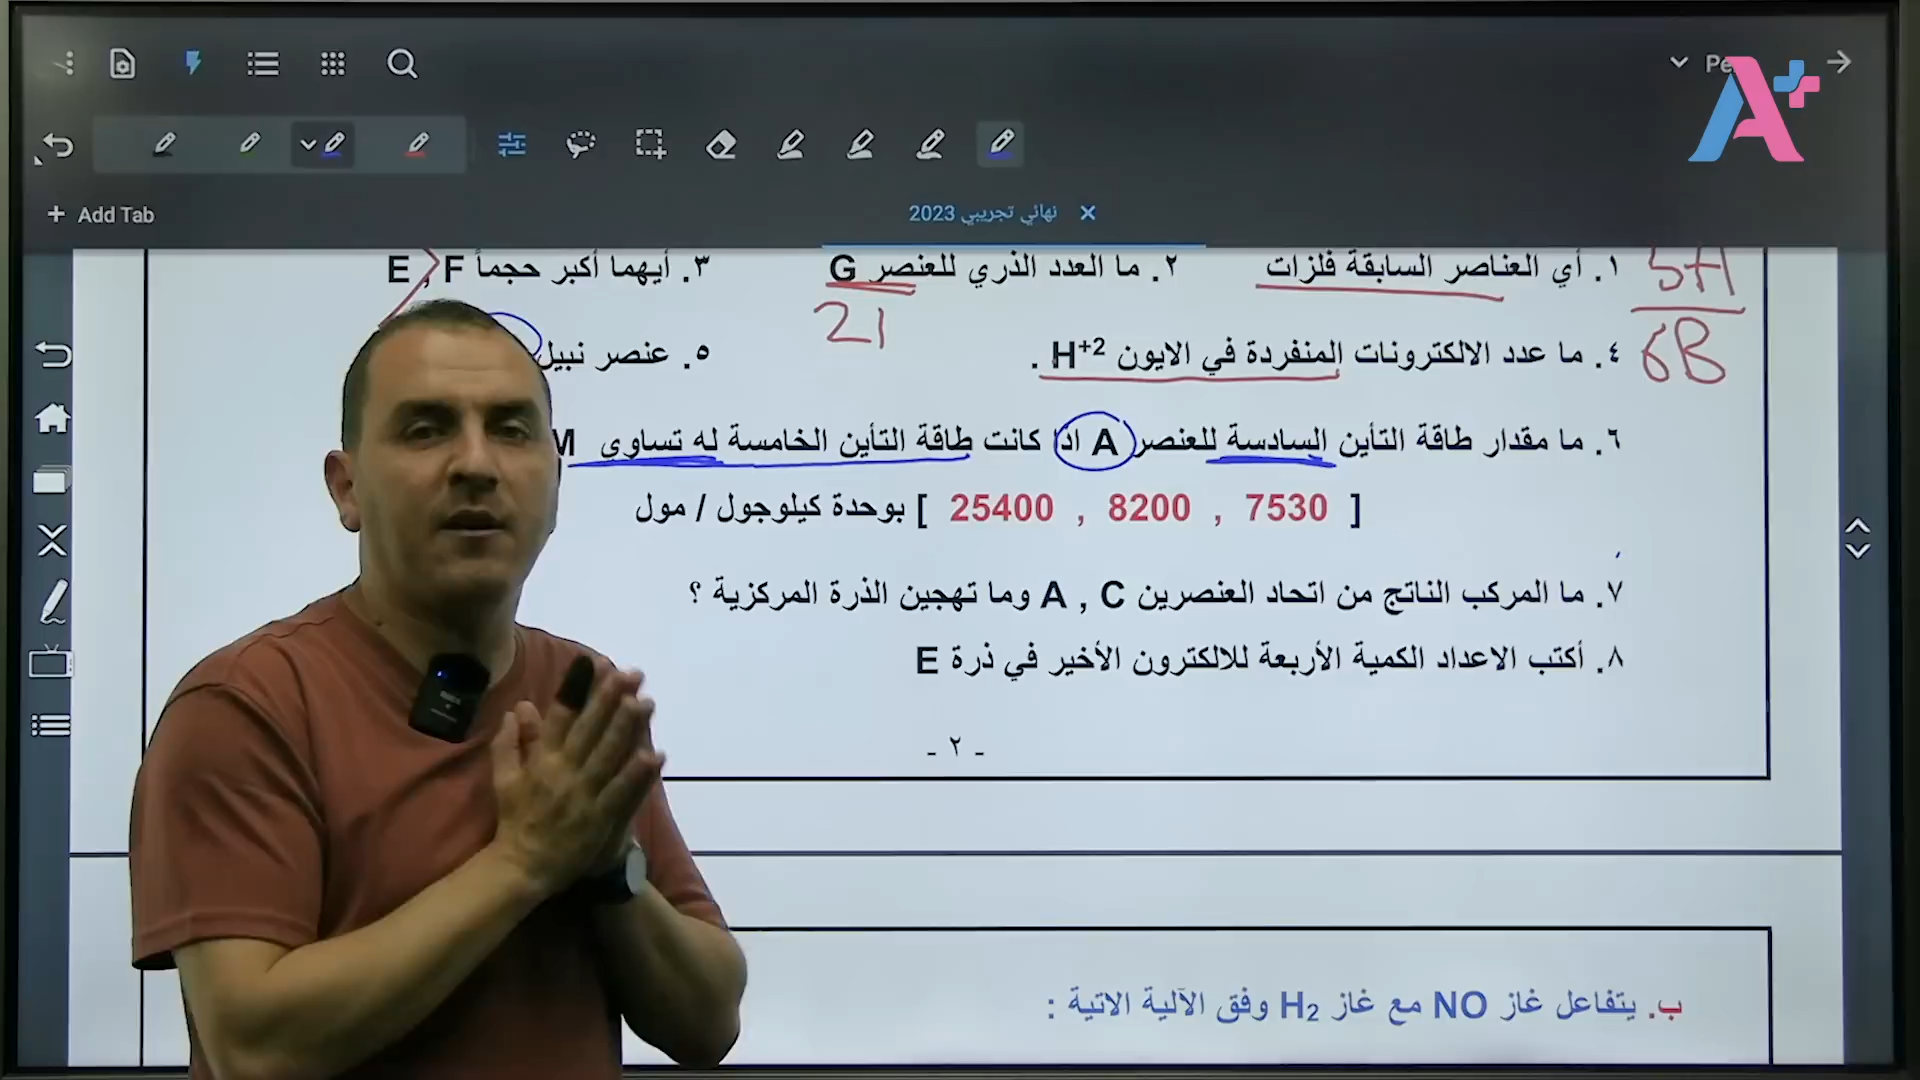 A+
+ Add Tab
نهائي تجريبي 2023 ×
5A
6B
١. أي العناصر السابقة فلزات
٢. ما العدد الذري للعنصر G
٣. أيهما أكبر حجماً E , F
21
٤. ما عدد الالكترونات المنفردة في الايون H+2 .
٥. عنصر نبيل
٦. ما مقدار طاقة التأين السادسة للعنصر A اذا كانت طاقة التأين الخامسة له تساوي M
[ 25400 , 8200 , 7530 ] بوحدة كيلوجول / مول
٧. ما المركب الناتج من اتحاد العنصرين A , C وما تهجين الذرة المركزية ؟
٨. أكتب الاعداد الكمية الأربعة للالكترون الأخير في ذرة E
- ٢ -
ب. يتفاعل غاز NO مع غاز H2 وفق الآلية الاتية :